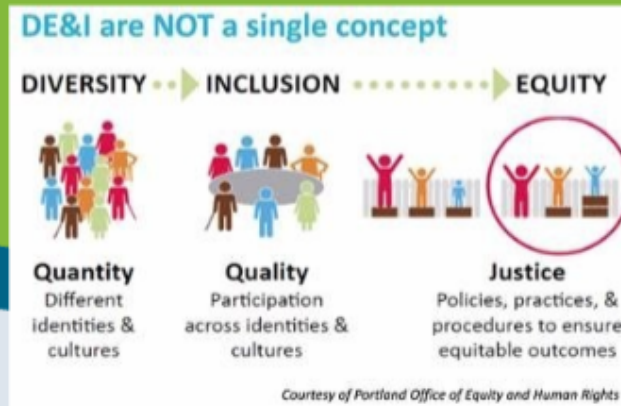 DE&I are NOT a single concept
DIVERSITY
INCLUSION
EQUITY
Quantity
Different
identities &
cultures
Quality
Participation
across identities &
cultures
Justice
Policies, practices, &
procedures to ensure
equitable outcomes
Courtesy of Portland Office of Equity and Human Rights